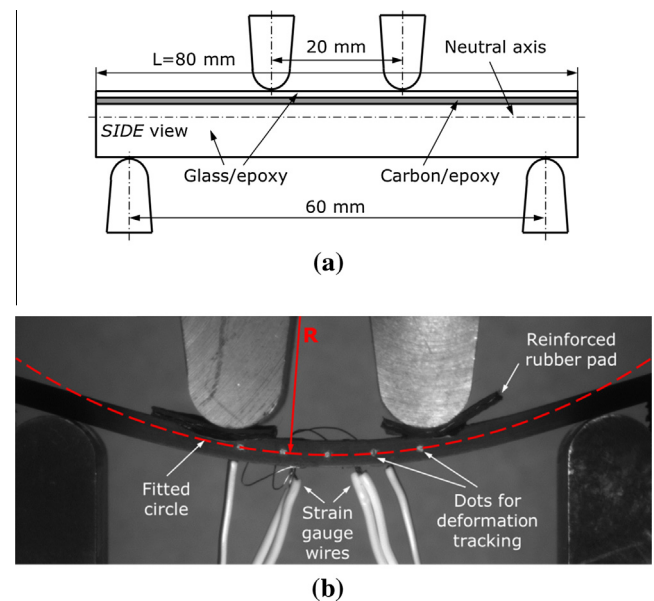 20 mm
Neutral axis
L=80 mm
SIDE view
Glass/epoxy
Carbon/epoxy
60 mm
(a)
R
Reinforced
rubber pad
Fitted
circle
Strain
gauge
wires
Dots for
deformation
tracking
(b)